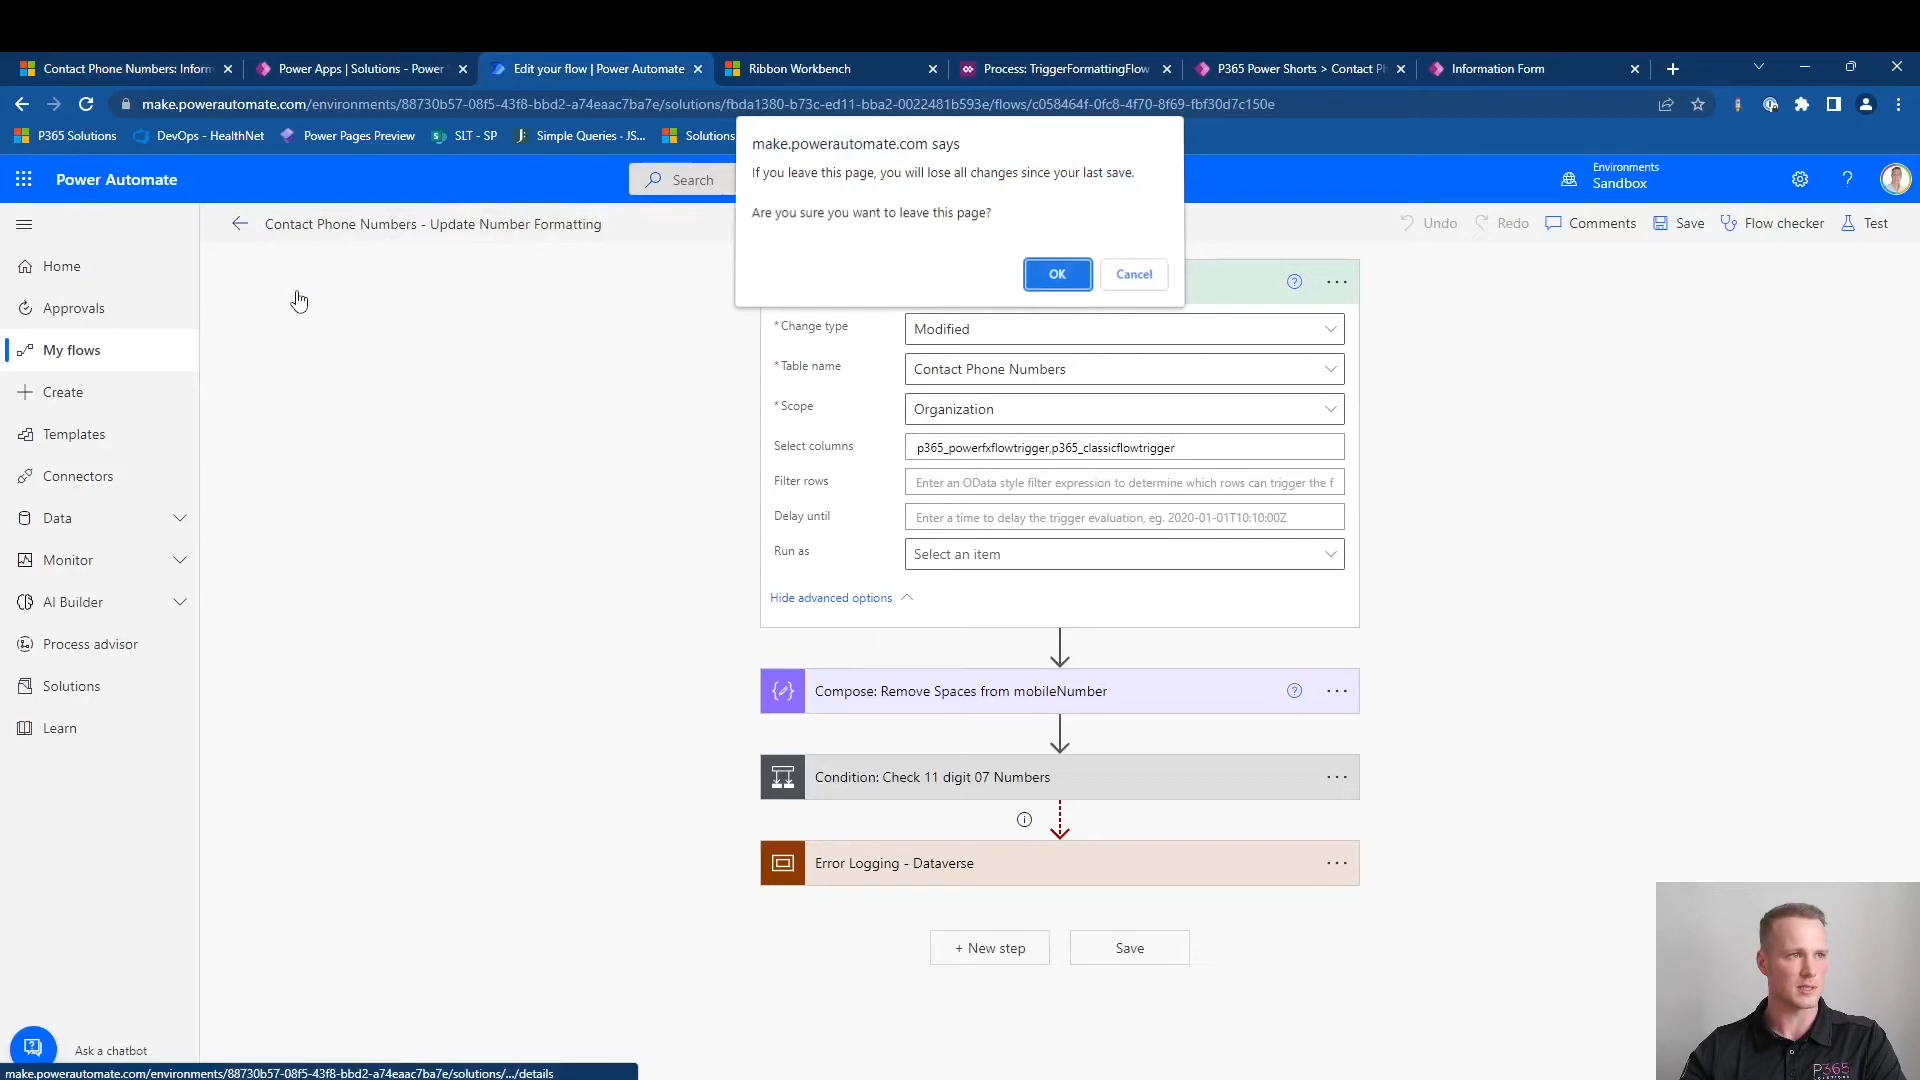 Contact Phone Numbers: Inform
Power Apps | Solutions - Power
Edit your flow | Power Automate
Ribbon Workbench
Process: TriggerFormattingFlow
P365 Power Shorts > Contact Ph
Information Form
make.powerautomate.com/environments/88730b57-08f5-43f8-bbd2-a74eaac7ba7e/solutions/fbda1380-b73c-ed11-bba2-0022481b593e/flows/c058464f-0fc8-4f70-8f69-fbf30d7c150e
P365 Solutions
DevOps - HealthNet
Power Pages Preview
SLT - SP
Simple Queries · JS...
Solutions
make.powerautomate.com says
If you leave this page, you will lose all changes since your last save.
Are you sure you want to leave this page?
OK
Cancel
Power Automate
Search
Environments
Sandbox
Contact Phone Numbers - Update Number Formatting
Undo
Redo
Comments
Save
Flow checker
Test
Home
Approvals
My flows
Create
Templates
Connectors
Data
Monitor
AI Builder
Process advisor
Solutions
Learn
Ask a chatbot
*Change type
Modified
*Table name
Contact Phone Numbers
*Scope
Organization
Select columns
p365_powerfxflowtrigger,p365_classicflowtrigger
Filter rows
Enter an OData style filter expression to determine which rows can trigger the f
Delay until
Enter a time to delay the trigger evaluation, eg. 2020-01-01T10:10:00Z
Run as
Select an item
Hide advanced options
Compose: Remove Spaces from mobileNumber
Condition: Check 11 digit 07 Numbers
Error Logging - Dataverse
+ New step
Save
make.powerautomate.com/environments/88730b57-08f5-43f8-bbd2-a74eaac7ba7e/solutions/.../details
P365